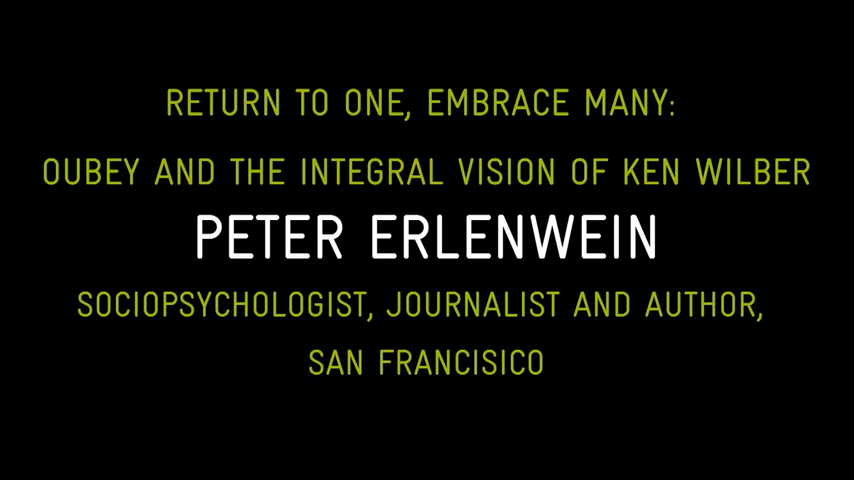 RETURN TO ONE, EMBRACE MANY:
OUBEY AND THE INTEGRAL VISION OF KEN WILBER
PETER ERLENWEIN
SOCIOPSYCHOLOGIST, JOURNALIST AND AUTHOR,
SAN FRANCISICO